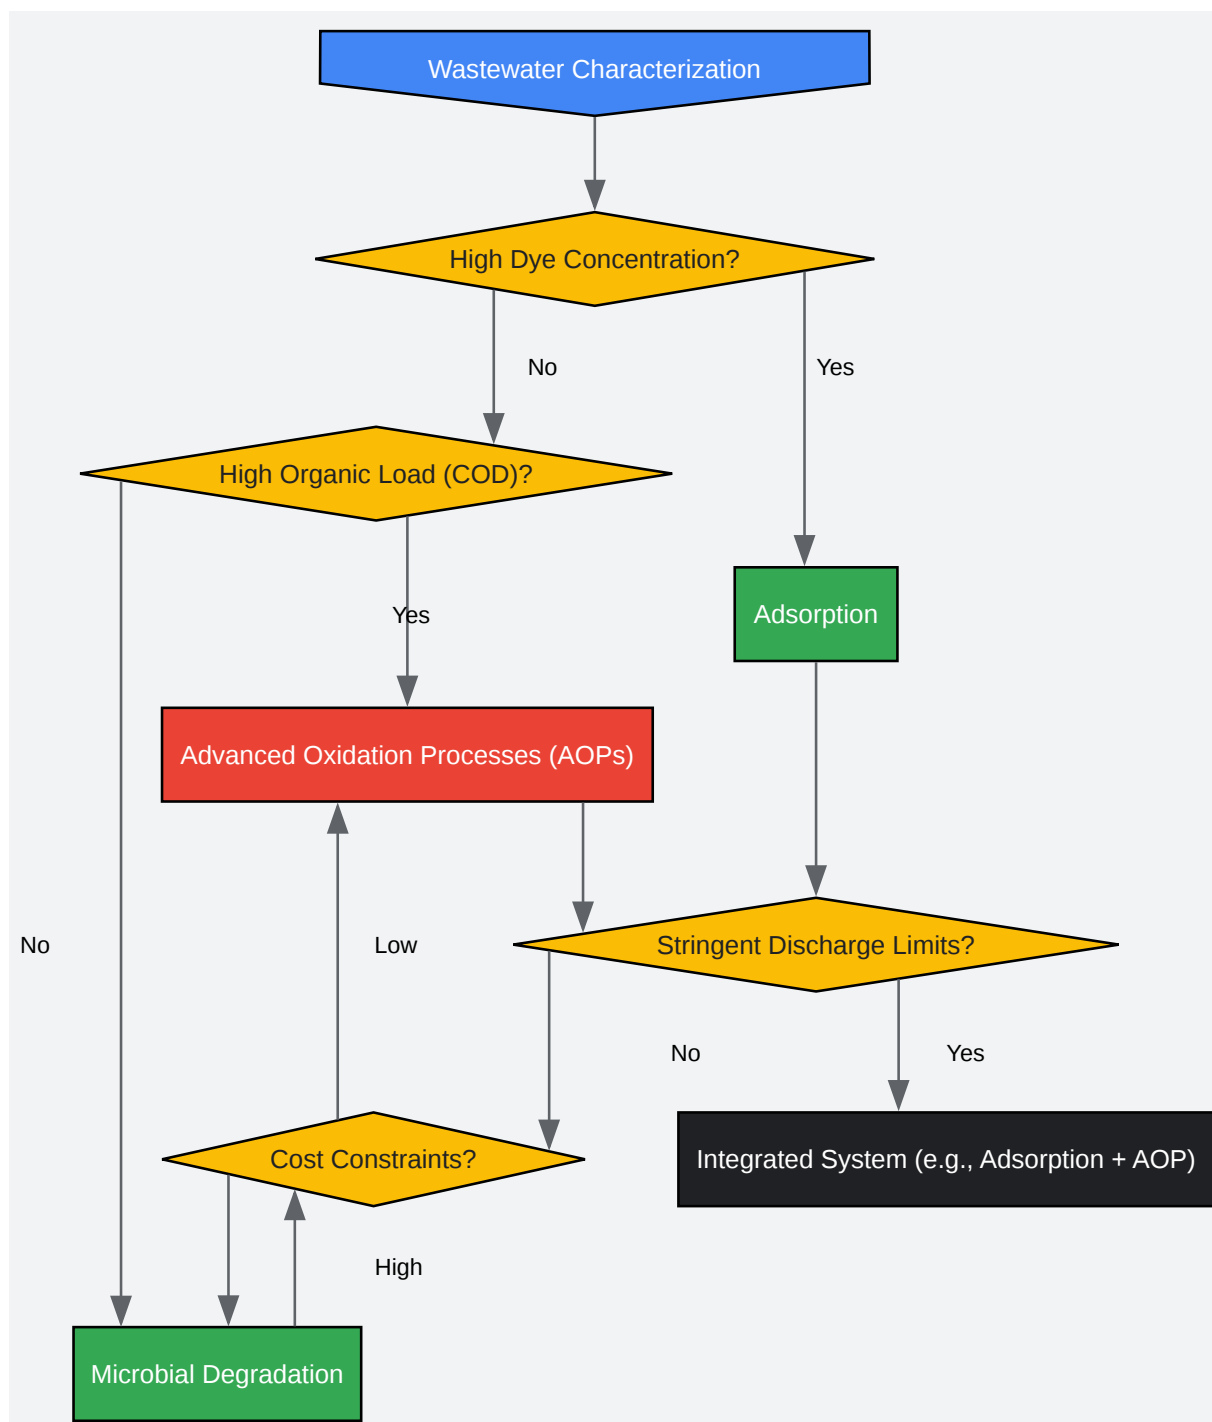 Wastewater Characterization
High Dye Concentration?
No
Yes
High Organic Load (COD)?
Yes
Adsorption
Advanced Oxidation Processes (AOPs)
No
Low
Stringent Discharge Limits?
No
Yes
Cost Constraints?
Integrated System (e.g., Adsorption + AOP)
High
Microbial Degradation